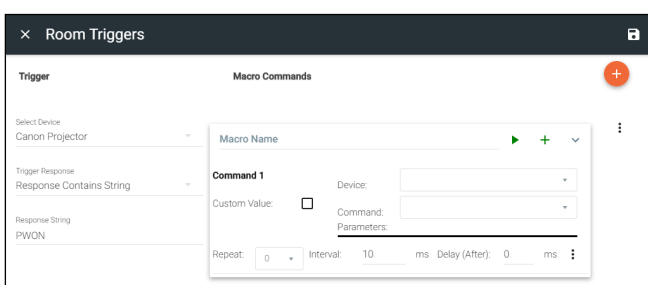 × Room Triggers
Trigger Macro Commands
+
Select Device
Canon Projector
Macro Name
Trigger Response
Response Contains String
Command 1
Device:
Custom Value:
Command:
Parameters:
Response String
PWON
Repeat: 0 Interval: 10 ms Delay (After): 0 ms